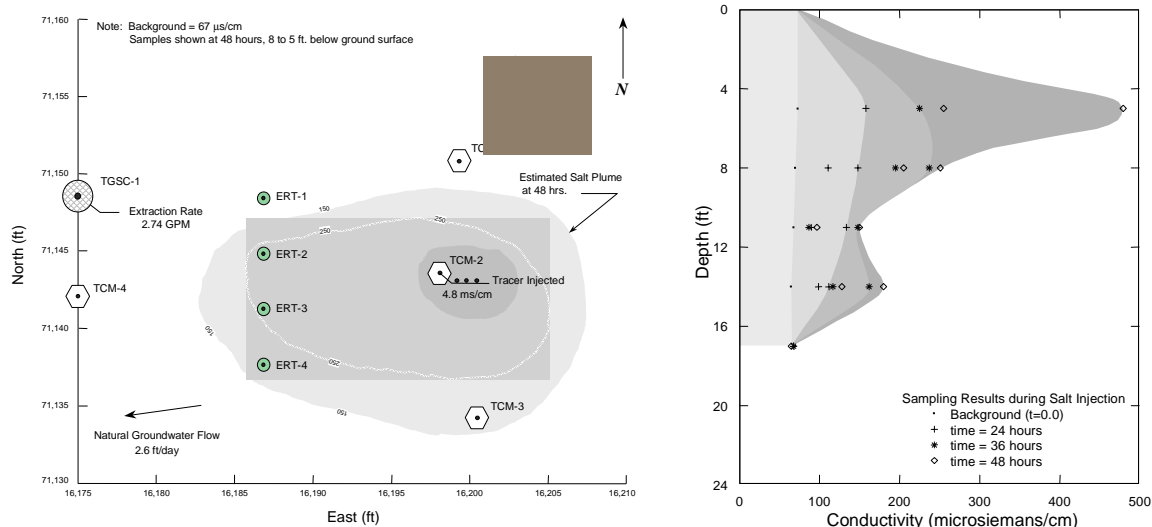 Note: Background = 67 µs/cm
Samples shown at 48 hours, 8 to 5 ft. below ground surface
N
71,160
71,155
71,150
71,145
71,140
71,135
71,130
North (ft)
16,175
16,180
16,185
16,190
16,195
16,200
16,205
16,210
East (ft)
TC
TGSC-1
Extraction Rate
2.74 GPM
ERT-1
ERT-2
ERT-3
ERT-4
TCM-4
TCM-2
TCM-3
Tracer Injected
4.8 ms/cm
Estimated Salt Plume
at 48 hrs.
150
250
250
150
250
150
Natural Groundwater Flow
2.6 ft/day
0
4
8
12
16
20
24
Depth (ft)
Sampling Results during Salt Injection
Background (t=0.0)
time = 24 hours
time = 36 hours
time = 48 hours
0
100
200
300
400
500
Conductivity (microsiemans/cm)